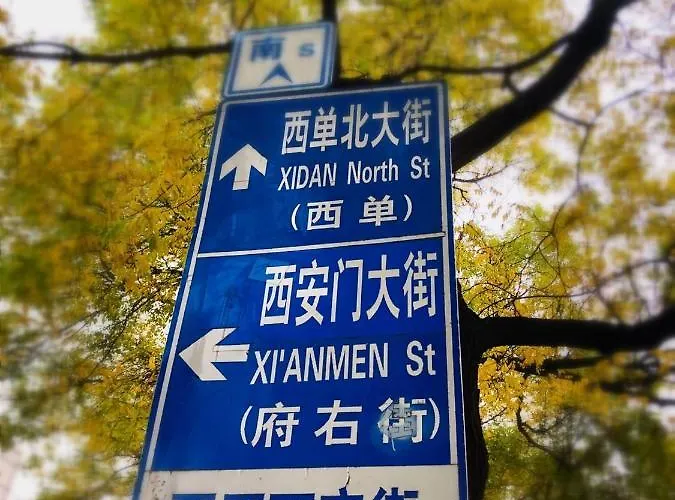 南 S
西单北大街
XIDAN North St
(西单)
西安门大街
XI'ANMEN St
(府右街)